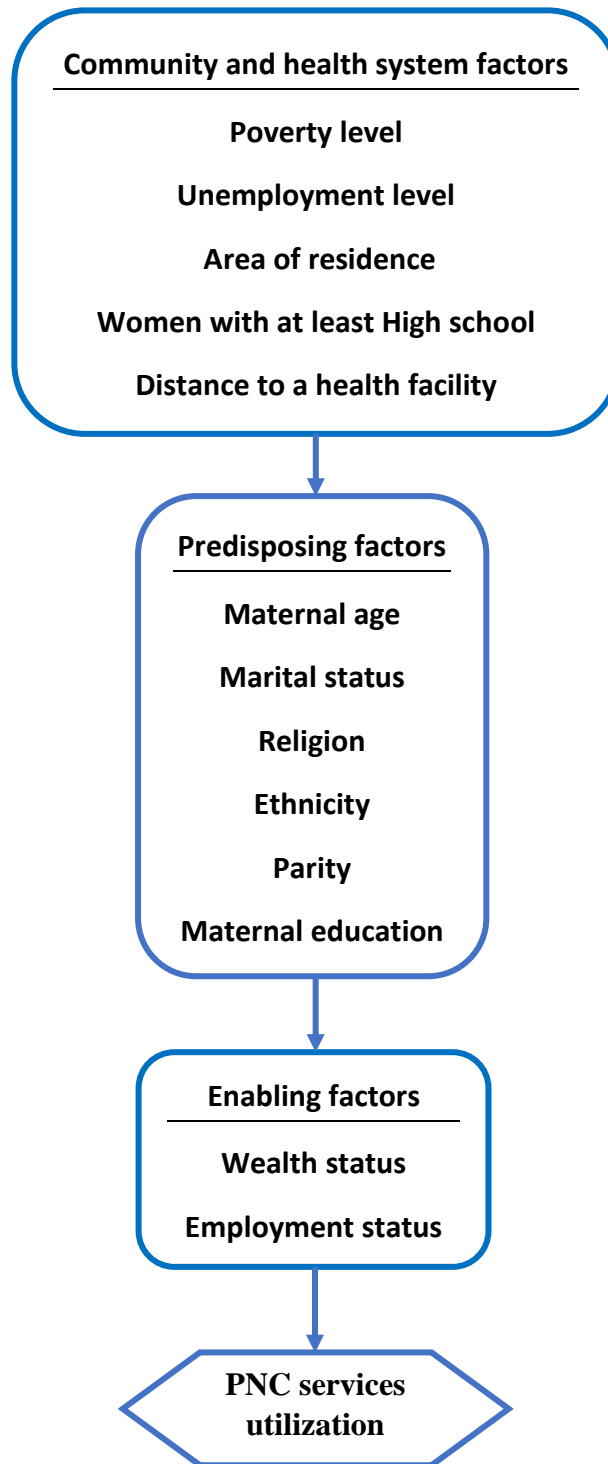 Community and health system factors
Poverty level
Unemployment level
Area of residence
Women with at least High school
Distance to a health facility
Predisposing factors
Maternal age
Marital status
Religion
Ethnicity
Parity
Maternal education
Enabling factors
Wealth status
Employment status
PNC services
utilization